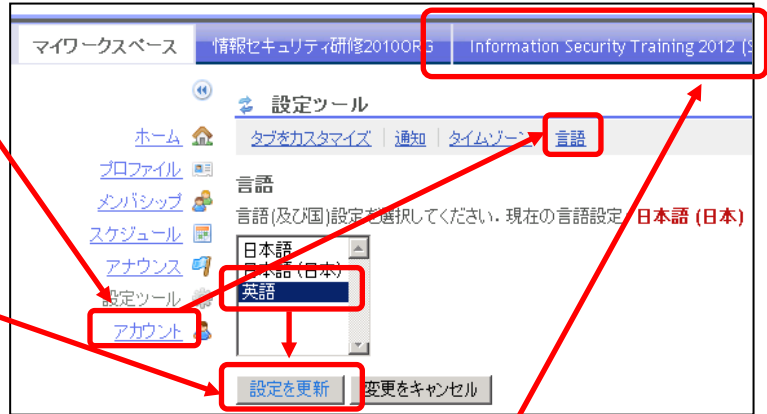 マイワークスペース
情報セキュリティ研修2010ORG
Information Security Training 2012 (S
設定ツール
タブをカスタマイズ | 通知 | タイムゾーン 言語
ホーム
プロファイル
メンバシップ
スケジュール
アナウンス
設定ツール
アカウント
言語
言語(及び国)設定を選択してください. 現在の言語設定 日本語 (日本)
日本語
日本語 (日本)
英語
設定を更新
変更をキャンセル